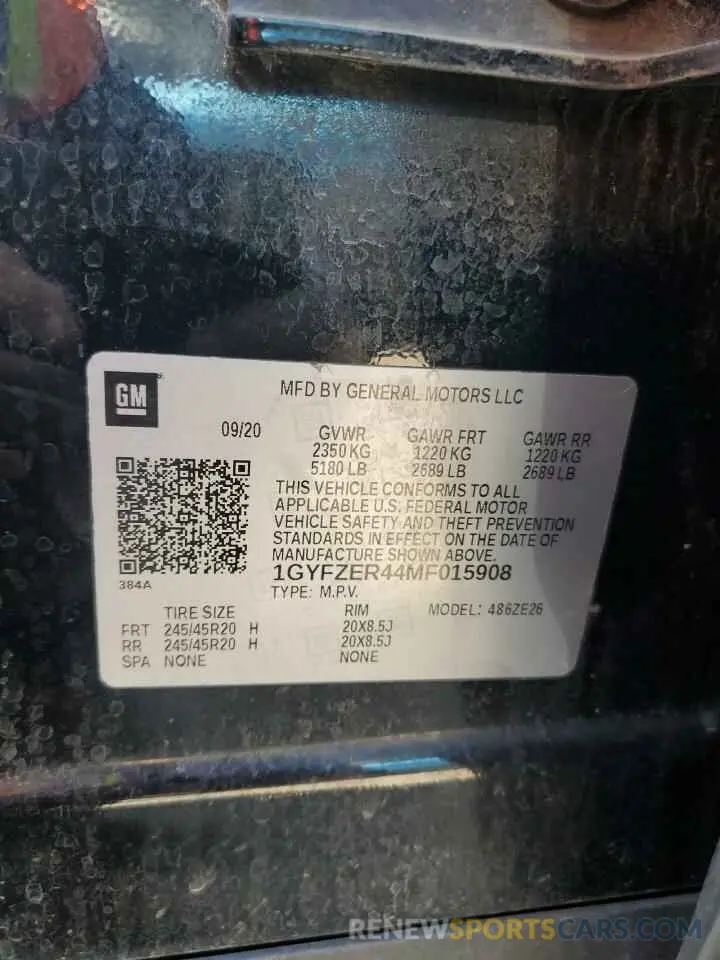 GM
MFD BY GENERAL MOTORS LLC
09/20 GVWR GAWR FRT GAWR RR
2350 KG 1220 KG 1220 KG
5180 LB 2689 LB 2689 LB
THIS VEHICLE CONFORMS TO ALL
APPLICABLE U.S. FEDERAL MOTOR
VEHICLE SAFETY AND THEFT PREVENTION
STANDARDS IN EFFECT ON THE DATE OF
MANUFACTURE SHOWN ABOVE.
1GYFZER44MF015908
384A
TYPE: M.P.V.
TIRE SIZE RIM MODEL: 486ZE26
FRT 245/45R20 H 20X8.5J
RR 245/45R20 H 20X8.5J
SPA NONE NONE
RENEWSPORTSCARS.COM